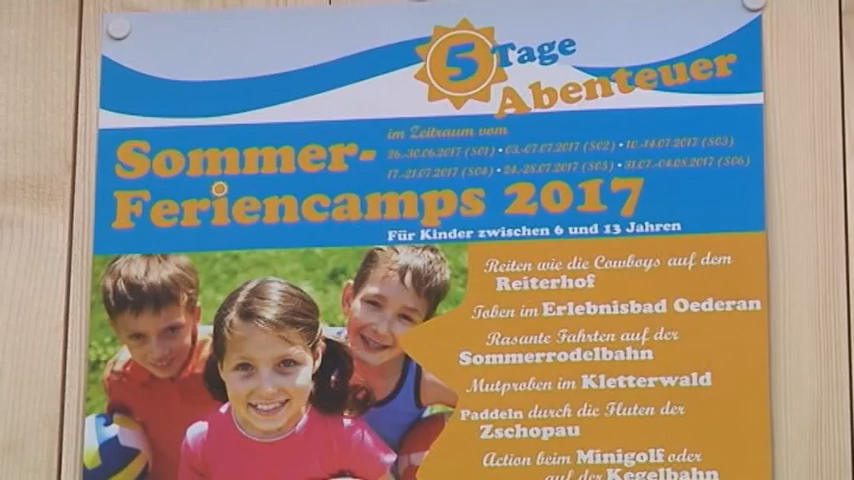 5 Tage
Abenteuer
im Zeitraum vom
26.-30.06.2017 (S01) • 03.-07.07.2017 (S02) • 10.-14.07.2017 (S03)
17.-21.07.2017 (S04) • 24.-28.07.2017 (S05) • 31.07.-04.08.2017 (S06)
Sommer-
Feriencamps 2017
Für Kinder zwischen 6 und 13 Jahren
Reiten wie die Cowboys auf dem
Reiterhof
Toben im Erlebnisbad Oederan
Rasante Fahrten auf der
Sommerrodelbahn
Mutproben im Kletterwald
Paddeln durch die Fluten der
Zschopau
Action beim Minigolf oder
auf der Kegelbahn